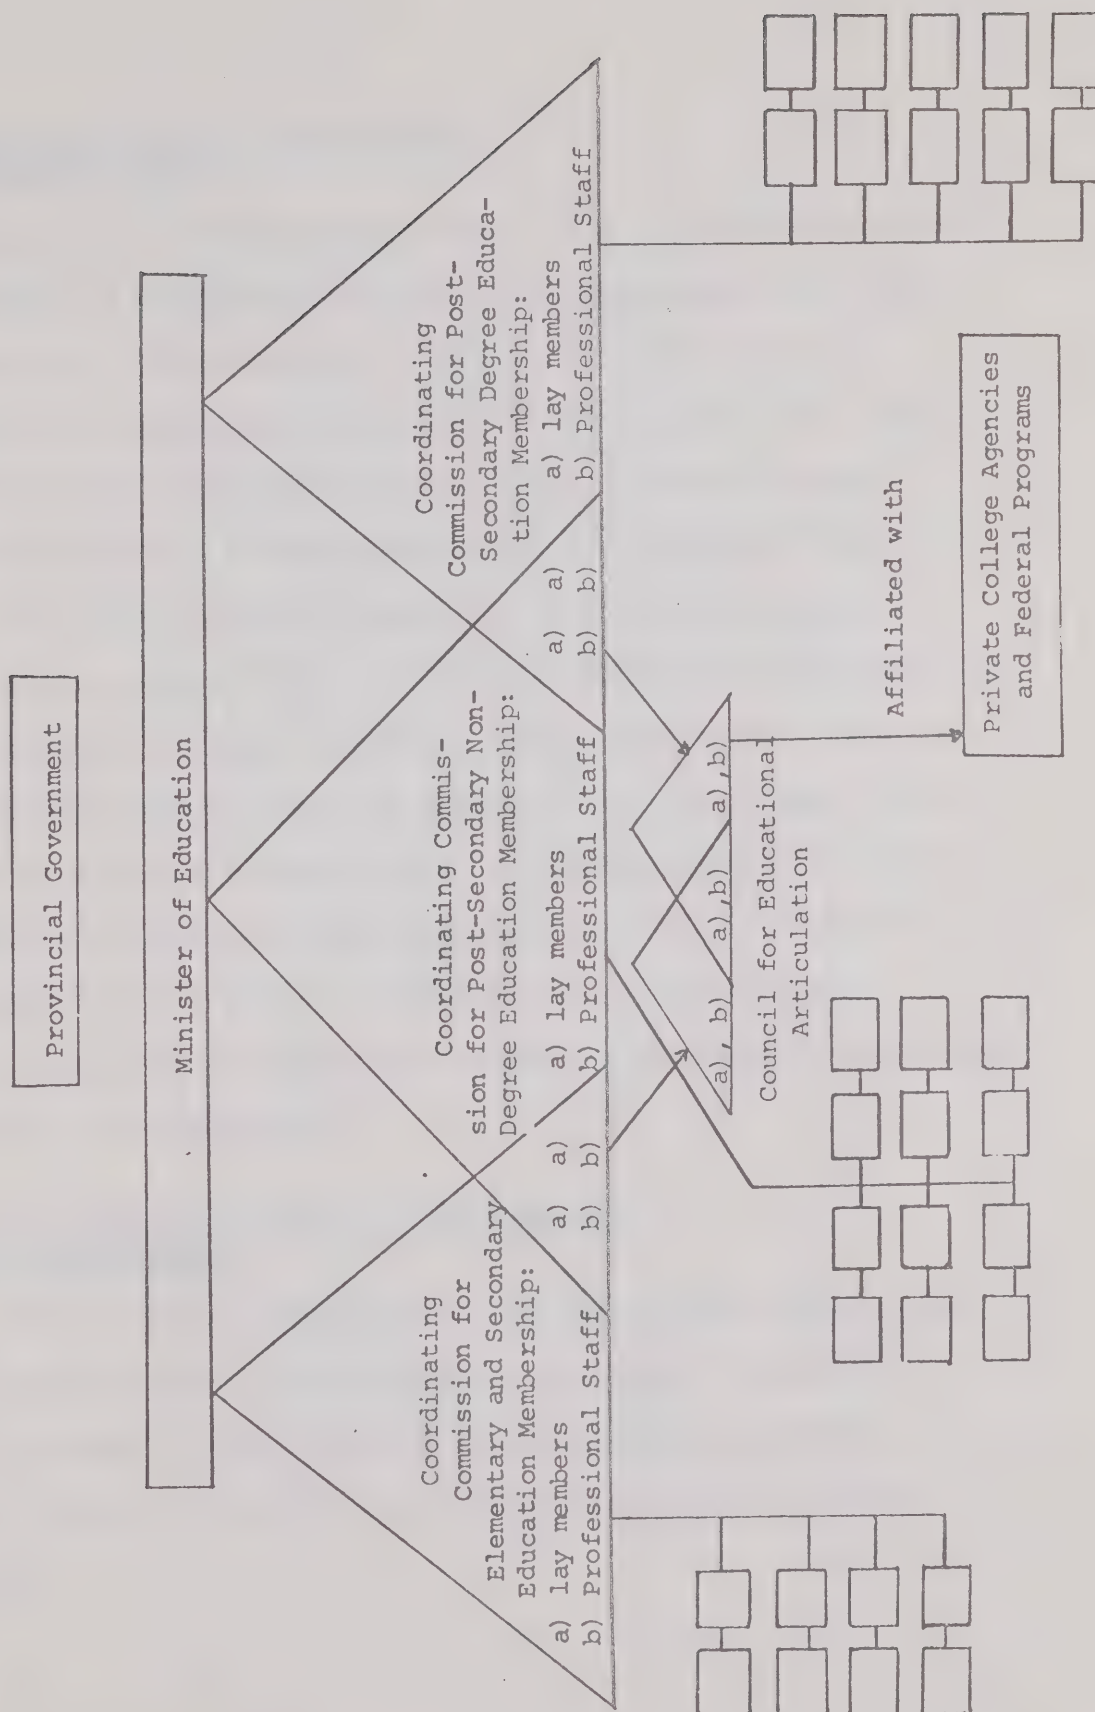 Provincial Government
Minister of Education
Coordinating
Commission for
Elementary and Secondary
Education Membership:
a) lay members
b) Professional Staff
a) a)
b) b)
Coordinating Commis-
sion for Post-Secondary Non-
Degree Education Membership:
a) lay members
b) Professional Staff
a) a)
b) b)
Coordinating
Commission for Post-
Secondary Degree Educa-
tion Membership:
a) lay members
b) Professional Staff
a), b) a),b) a),b)
Council for Educational
Articulation
Affiliated with
Private College Agencies
and Federal Programs